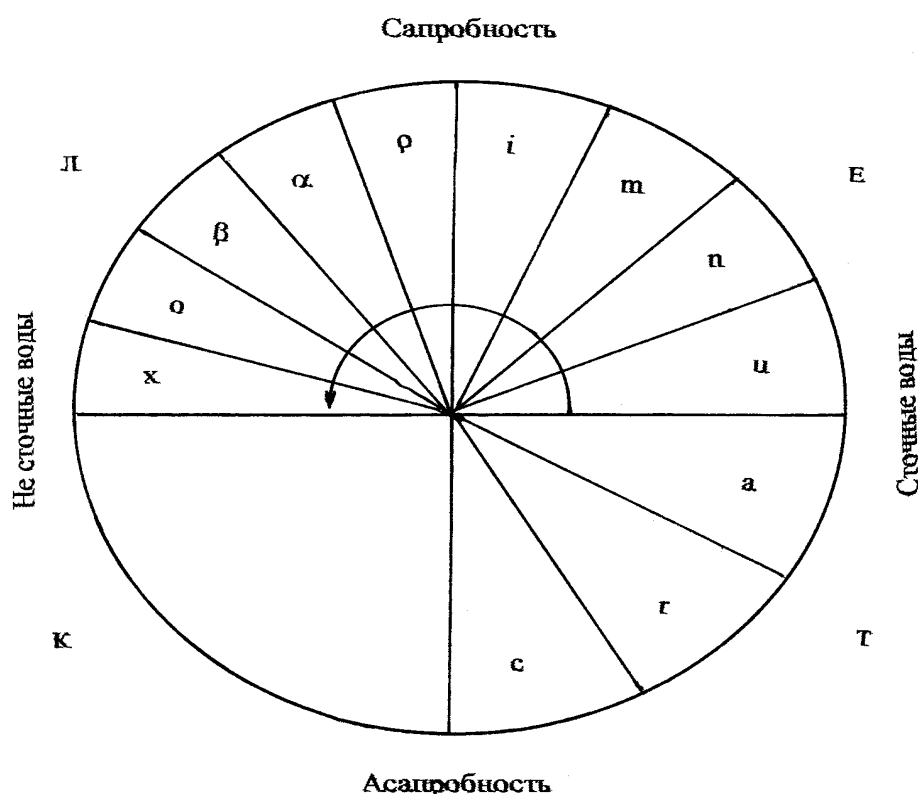 Сапробность
Л
Е
ρ
i
α
m
β
n
о
х
u
Не сточные воды
Сточные воды
a
r
К
Т
c
Асапробность